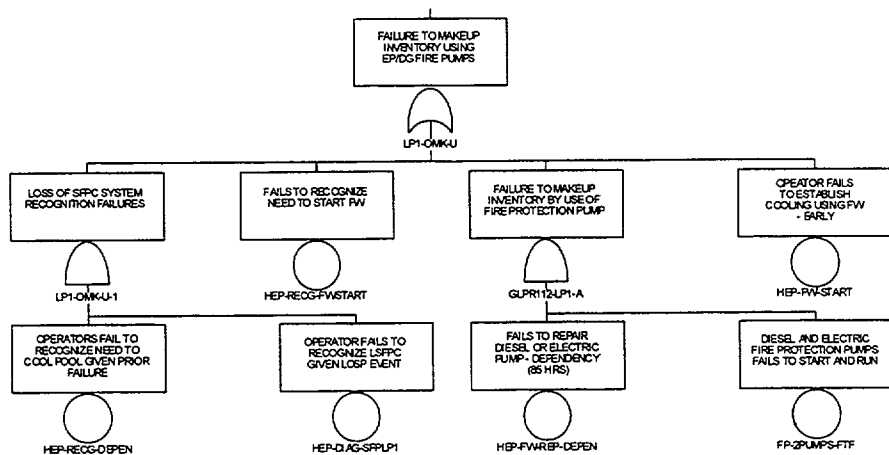 FAILURE TO MAKEUP
INVENTORY USING
EP/DG FIRE PUMPS
LP1-OMK-U
LOSS OF SFPC SYSTEM
RECOGNITION FAILURES
FAILS TO RECOGNIZE
NEED TO START FW
FAILURE TO MAKEUP
INVENTORY BY USE OF
FIRE PROTECTION PUMP
OPEATOR FAILS
TO ESTABLISH
COOLING USING FW
- EARLY
LP1-OMK-U-1
HEP-RECG-FWSTART
GLPR112-LP1-A
HEP-FW-START
OPERATORS FAIL TO
RECOGNIZE NEED TO
COOL POOL GIVEN PRIOR
FAILURE
OPERATOR FAILS TO
RECOGNIZE LSFPC
GIVEN LOSP EVENT
FAILS TO REPAIR
DIESEL OR ELECTRIC
PUMP - DEPENDENCY
(85 HRS)
DIESEL AND ELECTRIC
FIRE PROTECTION PUMPS
FAILS TO START AND RUN
HEP-RECG-DEPEN
HEP-DIAG-SFPLP1
HEP-FW-REP-DEPEN
FP-2PUMPS-FTF